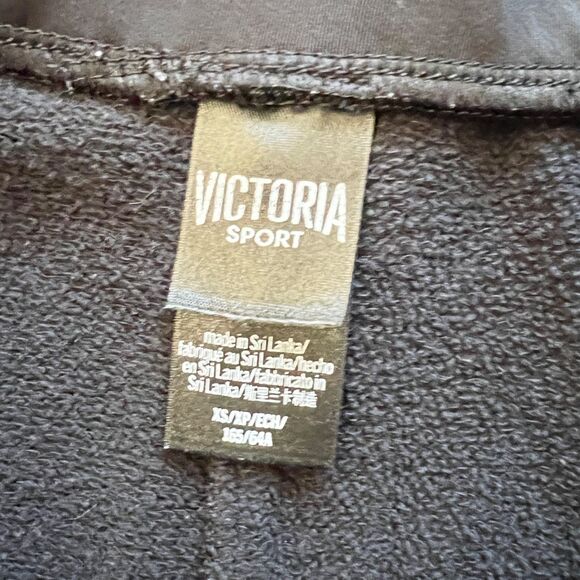 VICTORIA
SPORT
made in Sri Lanka/
fabriqué au Sri Lanka/hecho
en Sri Lanka/fabbricato in
Sri Lanka/斯里兰卡制造
XS/XP/ECH/
165/64A